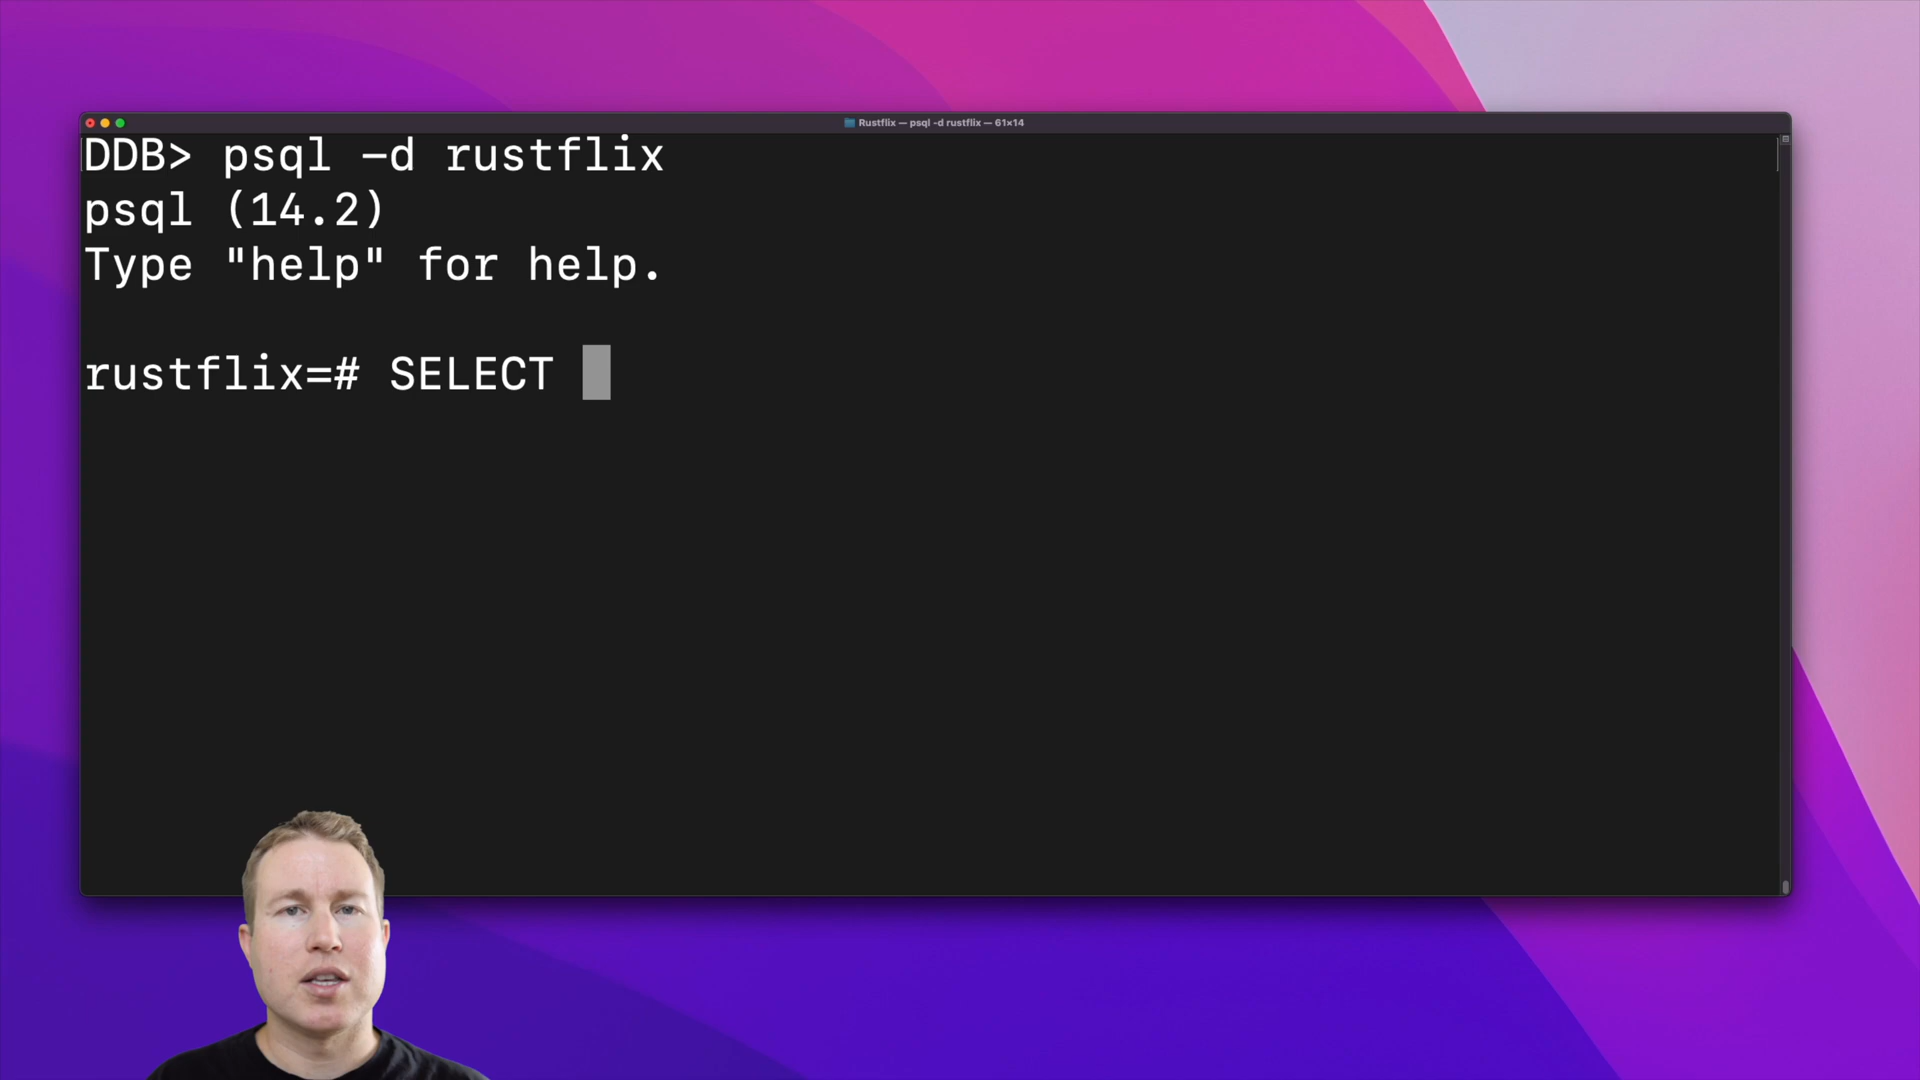 Rustflix — psql -d rustflix — 61×14
DDB> psql -d rustflix
psql (14.2)
Type "help" for help.
rustflix=# SELECT